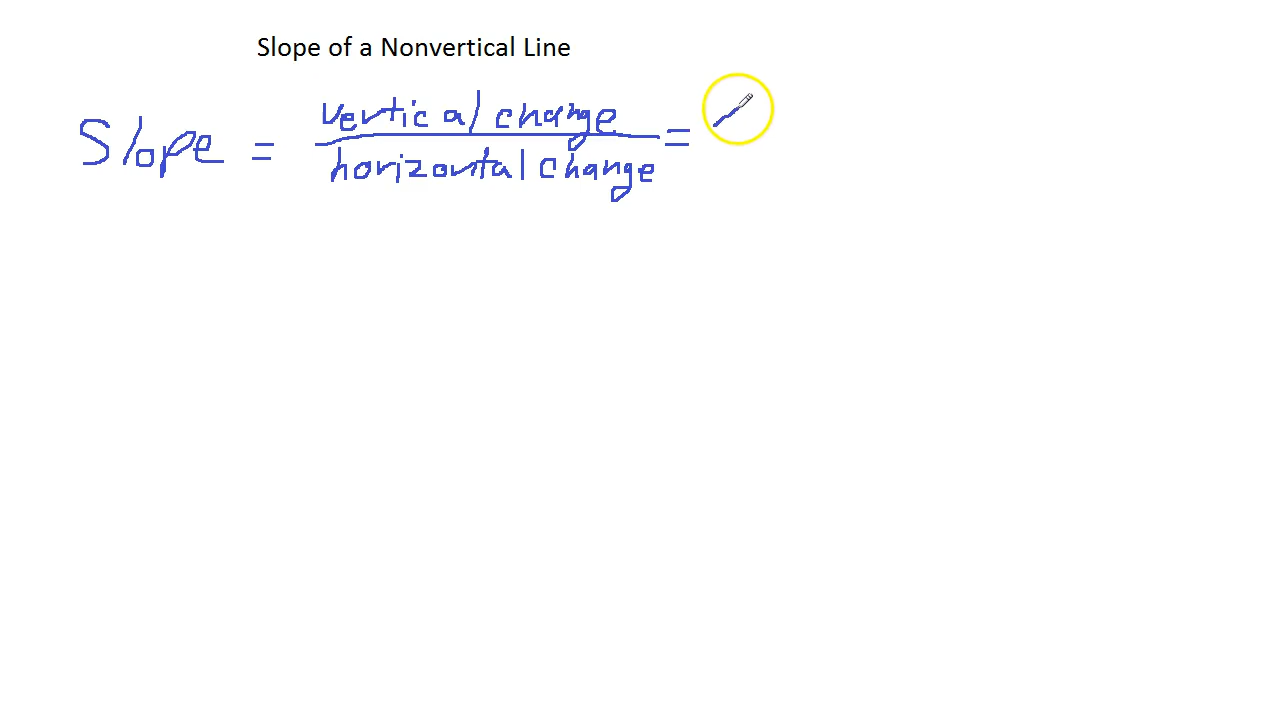 Slope of a Nonvertical Line
Slope = vertical change / horizontal change =